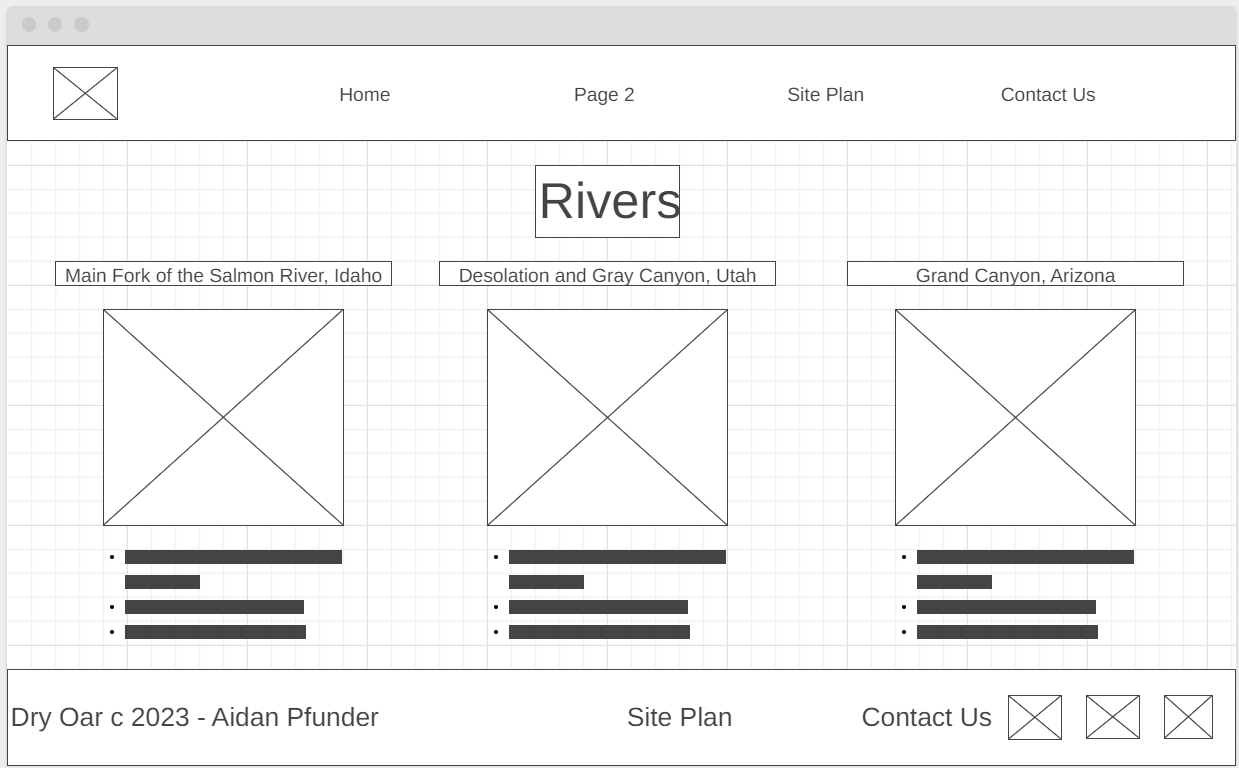 Home Page 2 Site Plan Contact Us
Rivers
Main Fork of the Salmon River, Idaho
Desolation and Gray Canyon, Utah
Grand Canyon, Arizona
Dry Oar c 2023 - Aidan Pfunder Site Plan Contact Us